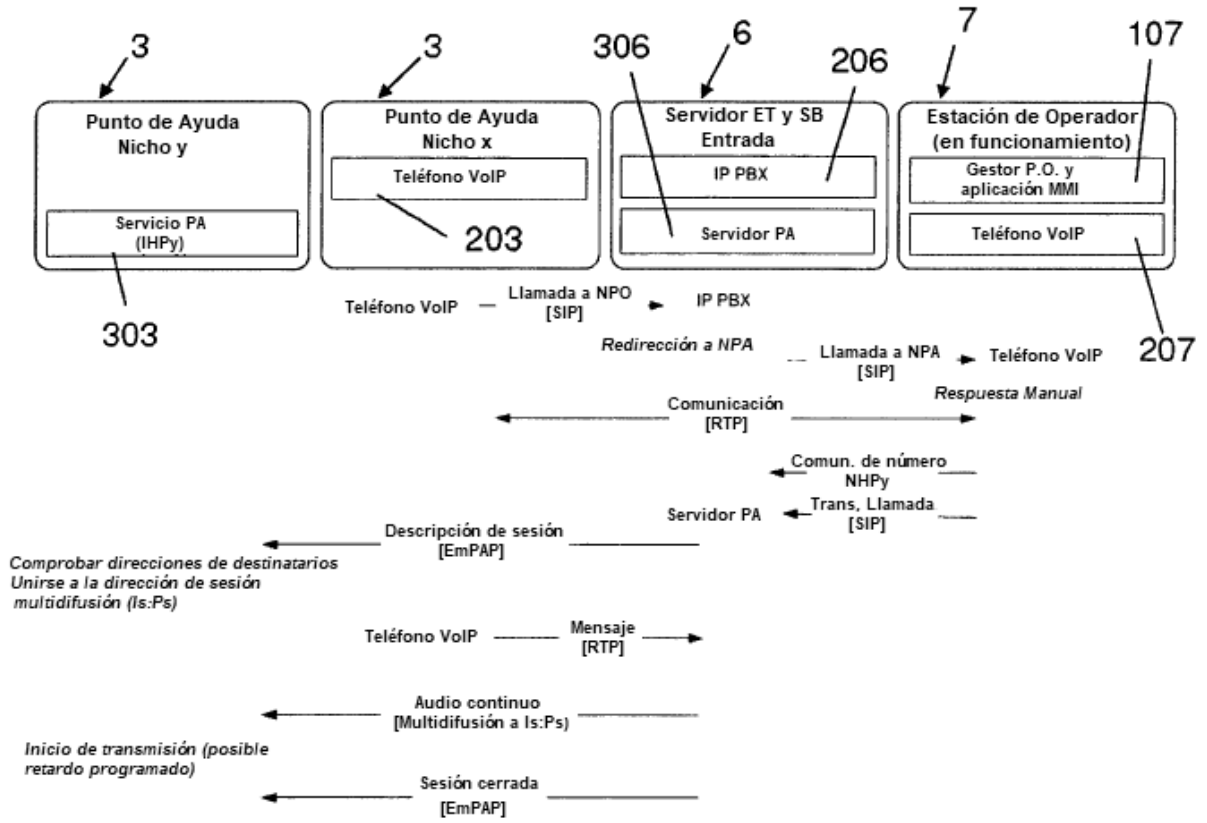 3
3
6
7
306
206
107
Punto de Ayuda
Nicho y
Servicio PA
(IHPy)
303
Punto de Ayuda
Nicho x
Teléfono VoIP
203
Servidor ET y SB
Entrada
IP PBX
Servidor PA
Estación de Operador
(en funcionamiento)
Gestor P.O. y
aplicación MMI
Teléfono VoIP
207
Teléfono VoIP
Llamada a NPO
[SIP]
IP PBX
Redirección a NPA
Llamada a NPA
[SIP]
Teléfono VoIP
Respuesta Manual
Comunicación
[RTP]
Comun. de número
NHPy
Servidor PA
Trans, Llamada
[SIP]
Descripción de sesión
[EmPAP]
Comprobar direcciones de destinatarios
Unirse a la dirección de sesión
multidifusión (Is:Ps)
Teléfono VoIP
Mensaje
[RTP]
Audio continuo
[Multidifusión a Is:Ps)
Inicio de transmisión (posible
retardo programado)
Sesión cerrada
[EmPAP]